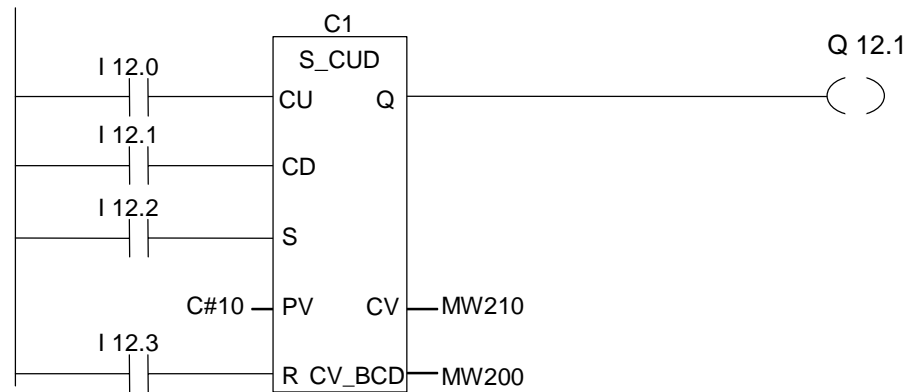 C1
S_CUD
Q 12.1
I 12.0
CU Q
I 12.1
CD
I 12.2
S
C#10 PV CV MW210
I 12.3
R CV_BCD MW200